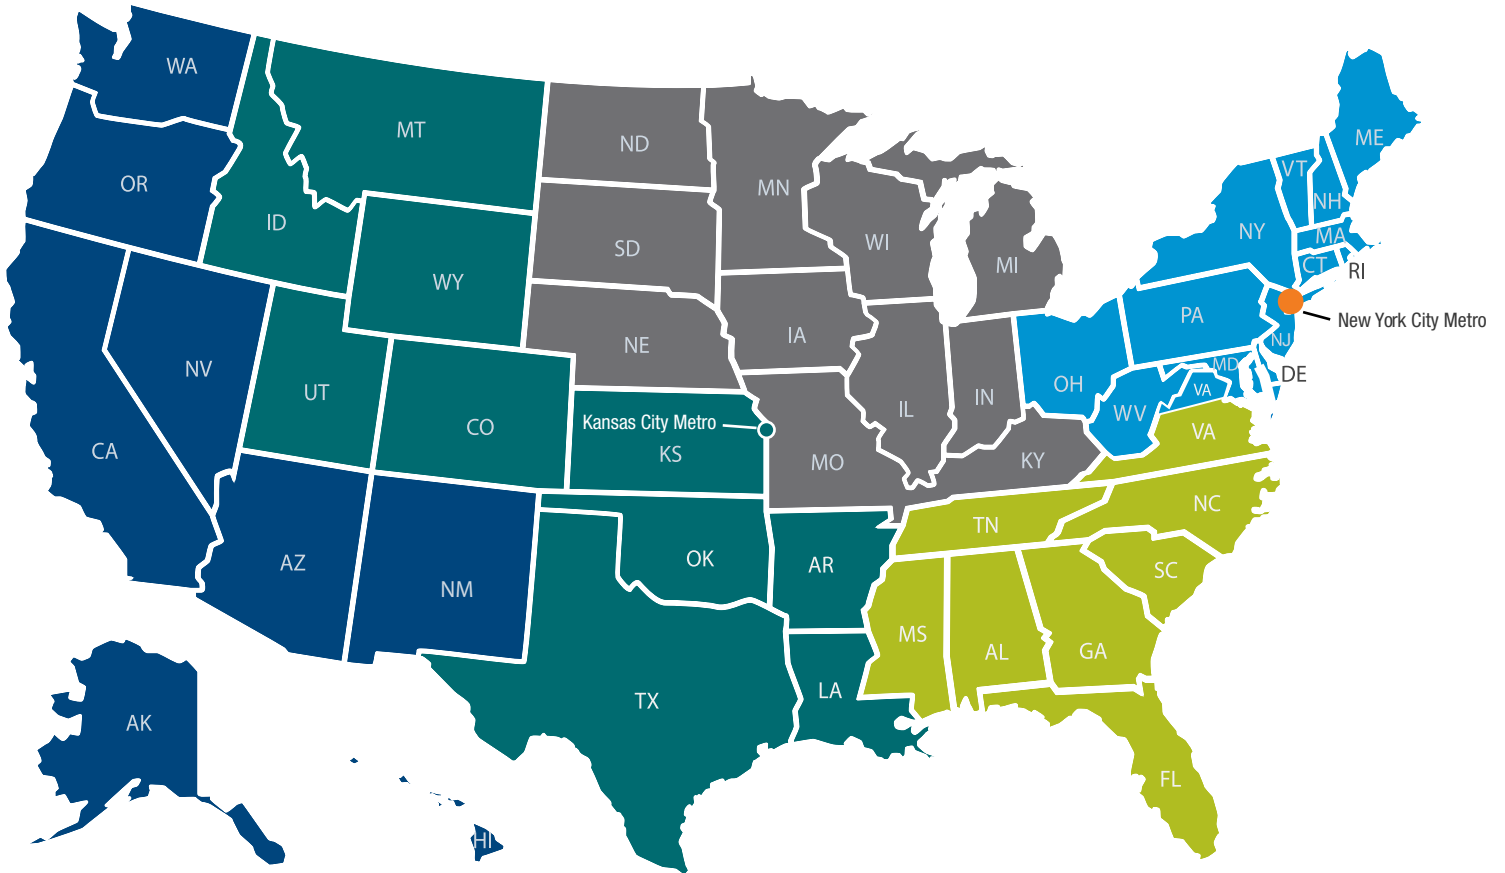 WA
MT
ME
ND
VT
OR
MN
NH
ID
NY
MA
WI
SD
MI
CT
RI
WY
PA
New York City Metro
IA
NJ
NE
NV
MD
DE
UT
OH
VA
IN
IL
WV
Kansas City Metro
CO
VA
CA
KS
MO
KY
NC
TN
OK
AZ
AR
SC
NM
MS
AL
GA
LA
TX
AK
FL
HI